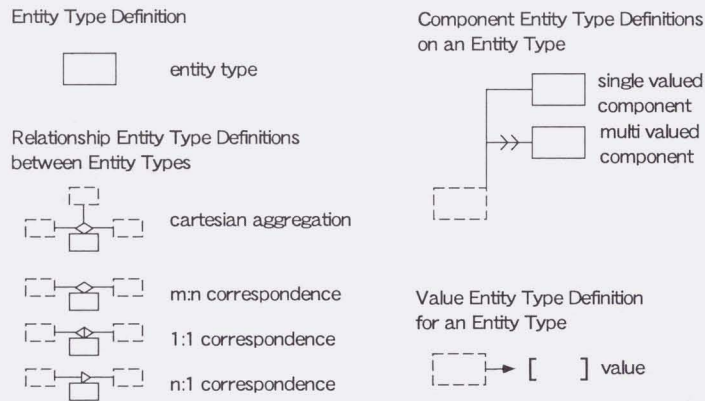 Entity Type Definition
entity type
Relationship Entity Type Definitions
between Entity Types
cartesian aggregation
m:n correspondence
1:1 correspondence
n:1 correspondence
Component Entity Type Definitions
on an Entity Type
single valued
component
multi valued
component
Value Entity Type Definition
for an Entity Type
[ ] value